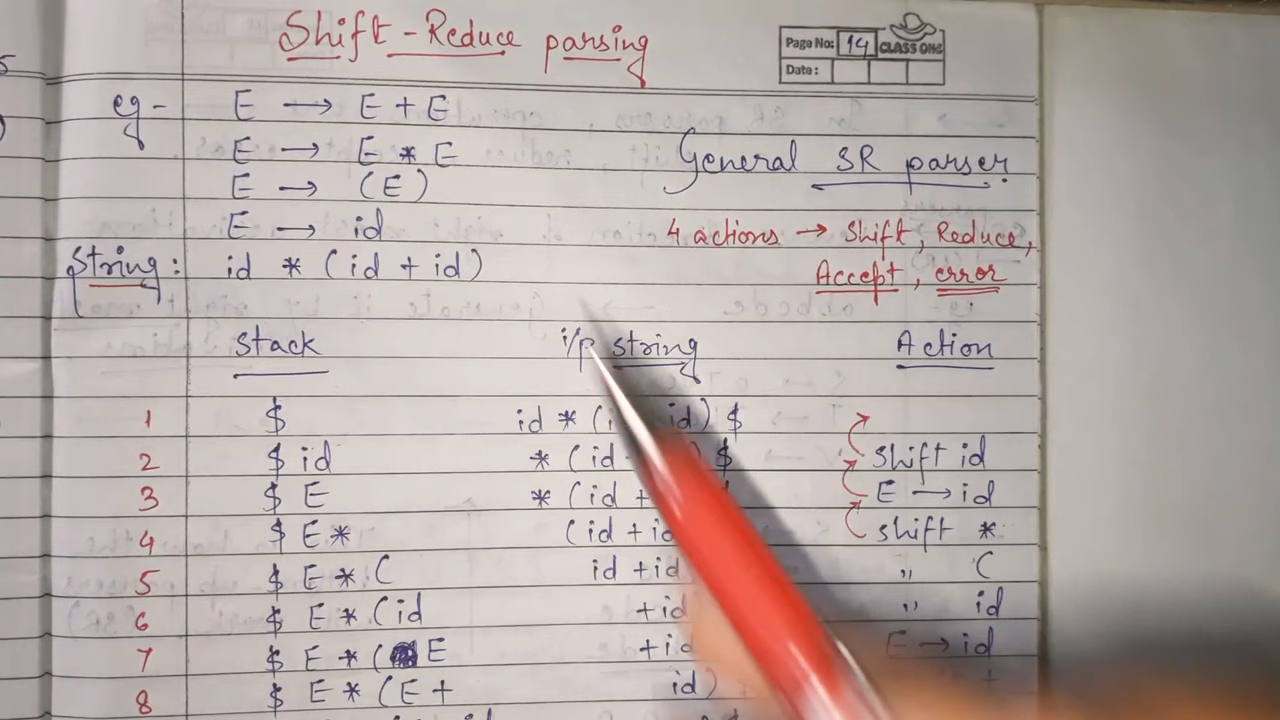 Shift-Reduce parsing
Page No: 14 CLASS ONE
Date:
eg- E → E + E
E → E * E
General SR parser
E → (E)
E → id
4 actions → Shift, Reduce,
String: id * (id + id)
Accept, error
Stack i/p string Action
1 $ id * (i id) $
2 $ id * (id ) $ Shift id
3 $ E * (id + E → id
4 $ E* (id + id shift *
5 $ E * ( id + id " (
6 $ E * (id + id " id
7 $ E * ( E + id E → id
8 $ E * (E + id) +